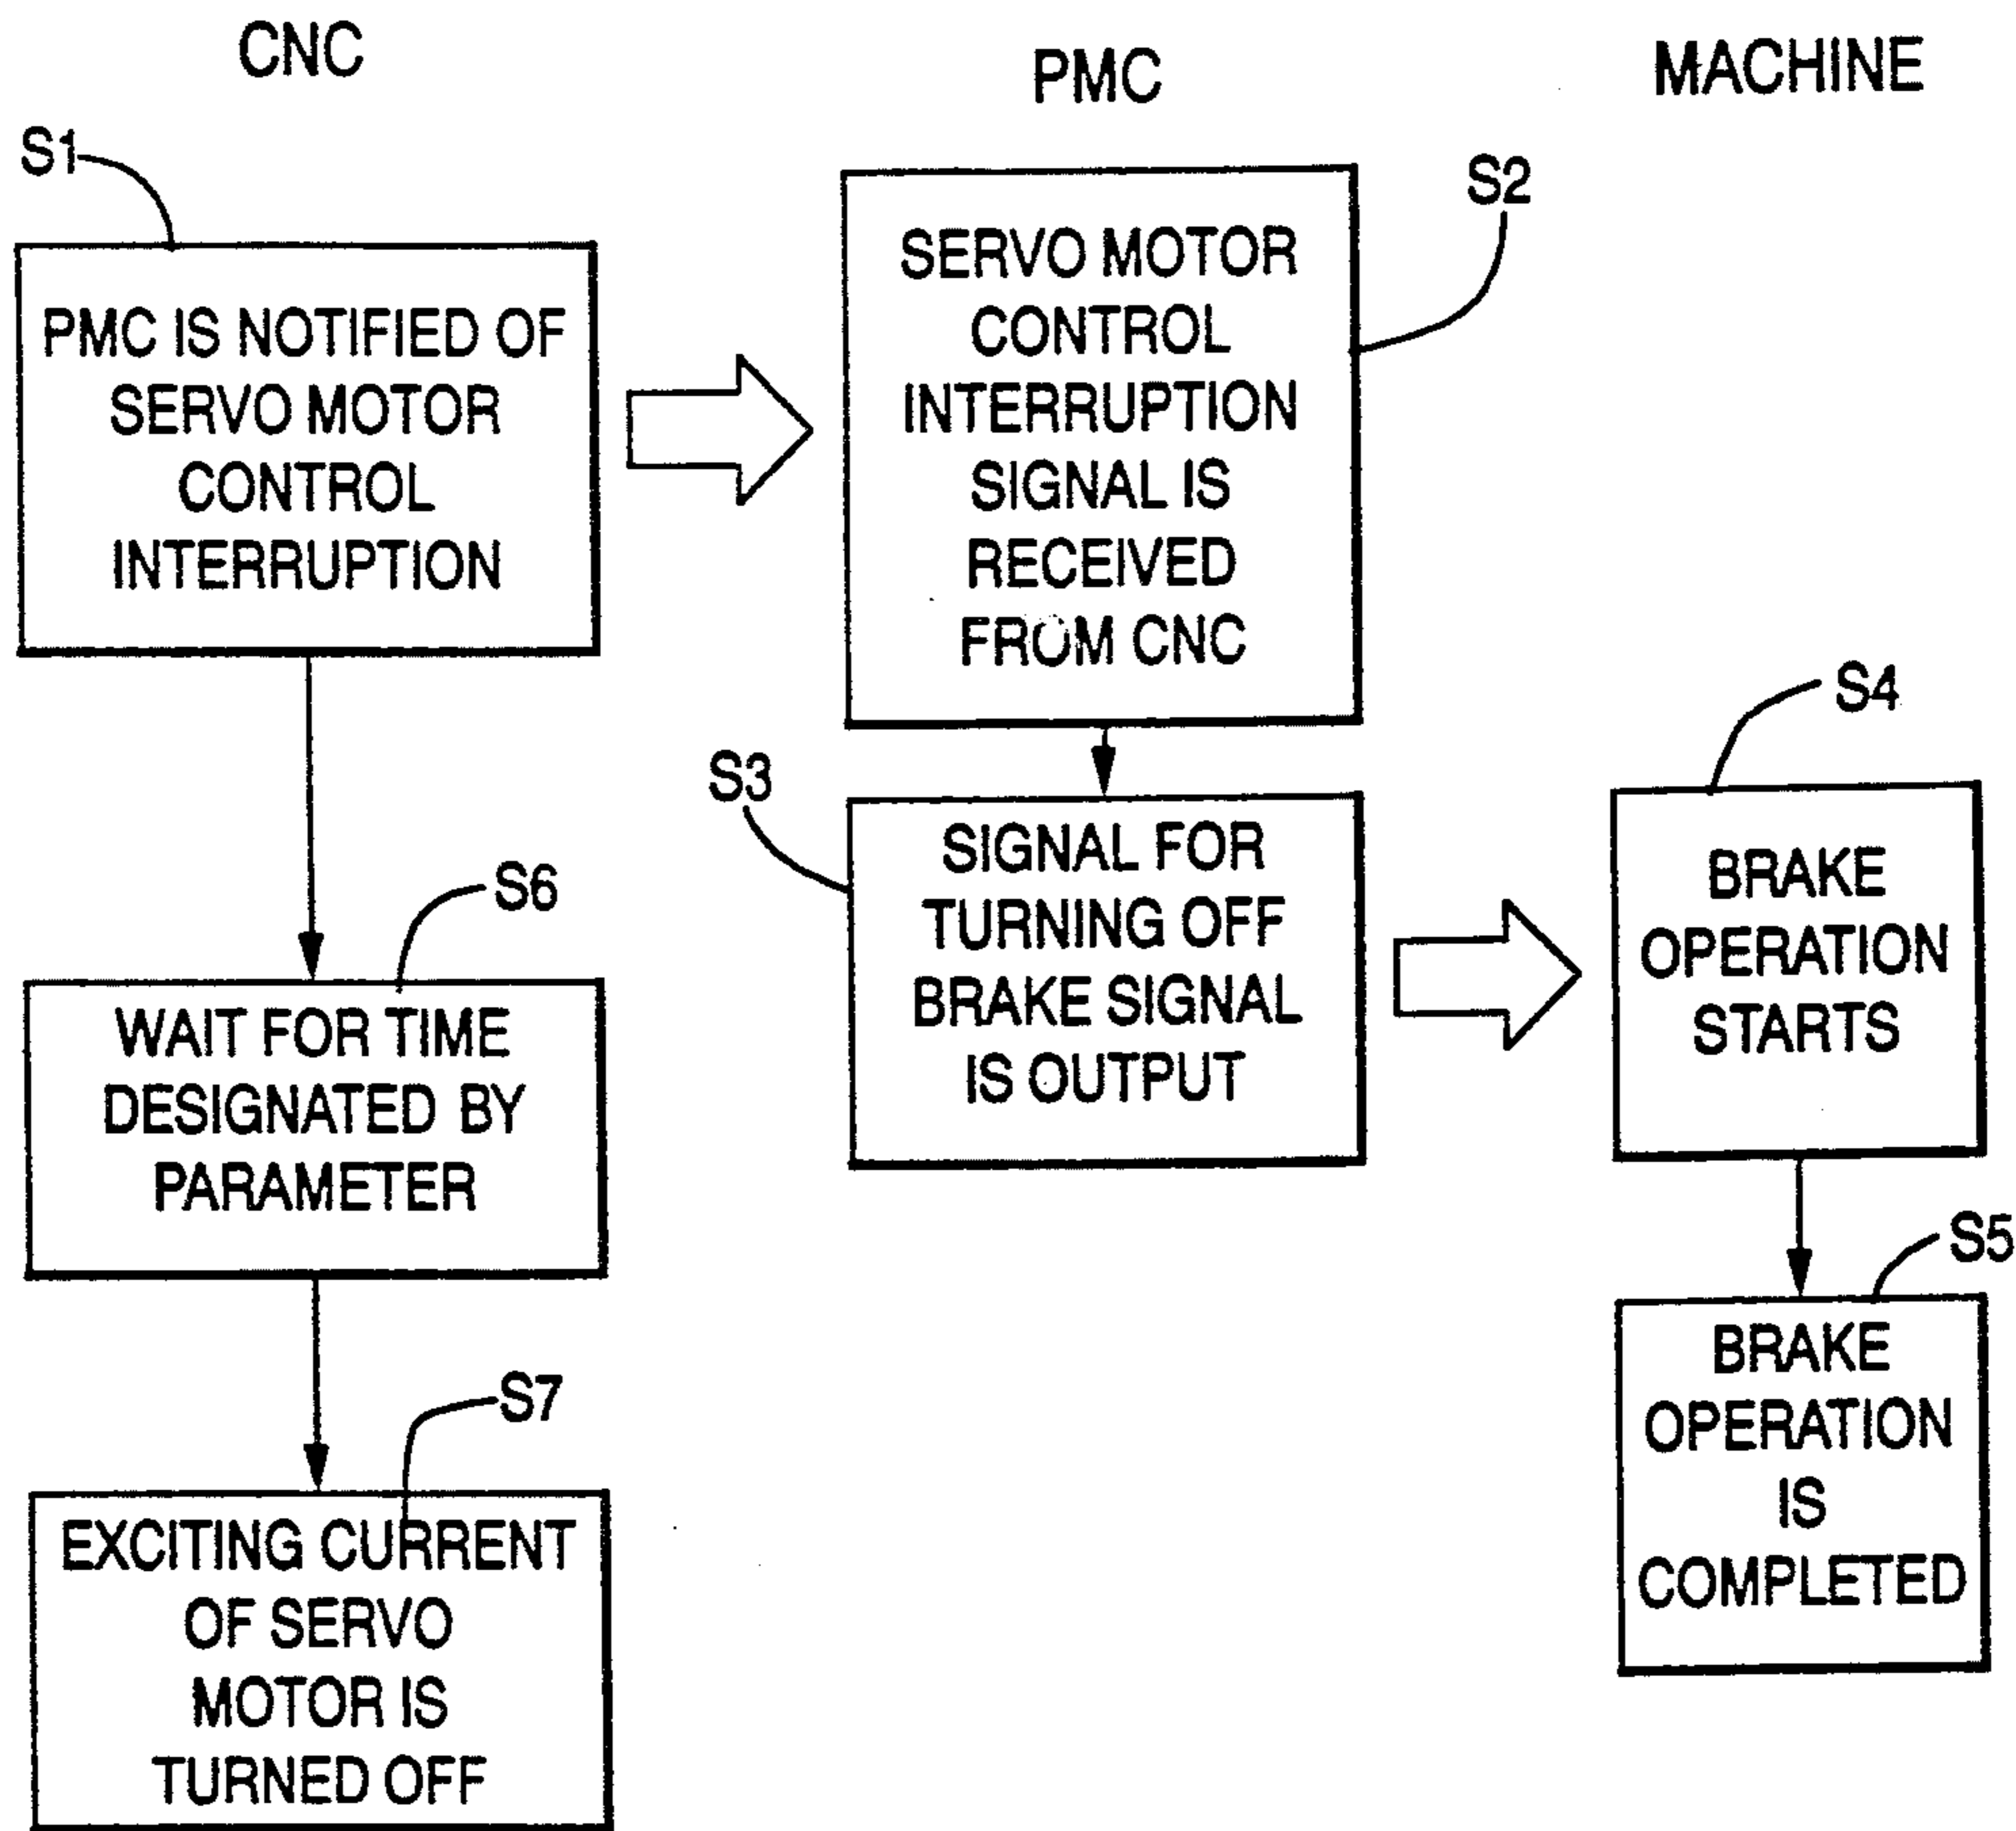 CNC
PMC
MACHINE
S1
PMC IS NOTIFIED OF
SERVO MOTOR
CONTROL
INTERRUPTION
S2
SERVO MOTOR
CONTROL
INTERRUPTION
SIGNAL IS
RECEIVED
FROM CNC
S3
SIGNAL FOR
TURNING OFF
BRAKE SIGNAL
IS OUTPUT
S4
BRAKE
OPERATION
STARTS
S5
BRAKE
OPERATION
IS
COMPLETED
S6
WAIT FOR TIME
DESIGNATED BY
PARAMETER
S7
EXCITING CURRENT
OF SERVO
MOTOR IS
TURNED OFF